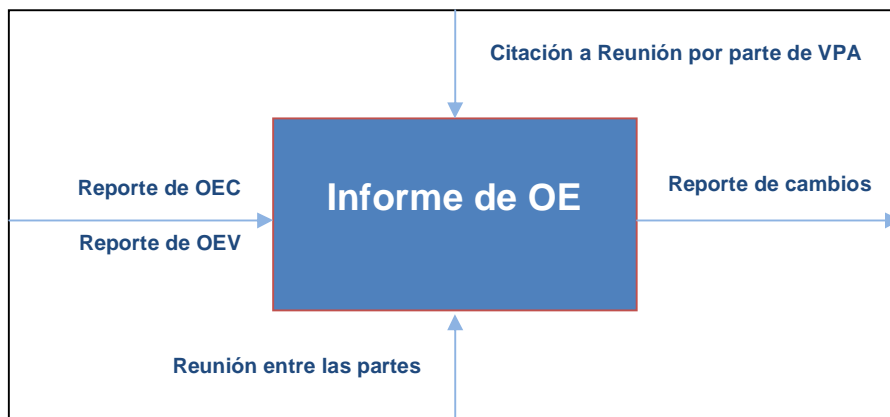 Citación a Reunión por parte de VPA
Reporte de OEC
Informe de OE
Reporte de cambios
Reporte de OEV
Reunión entre las partes